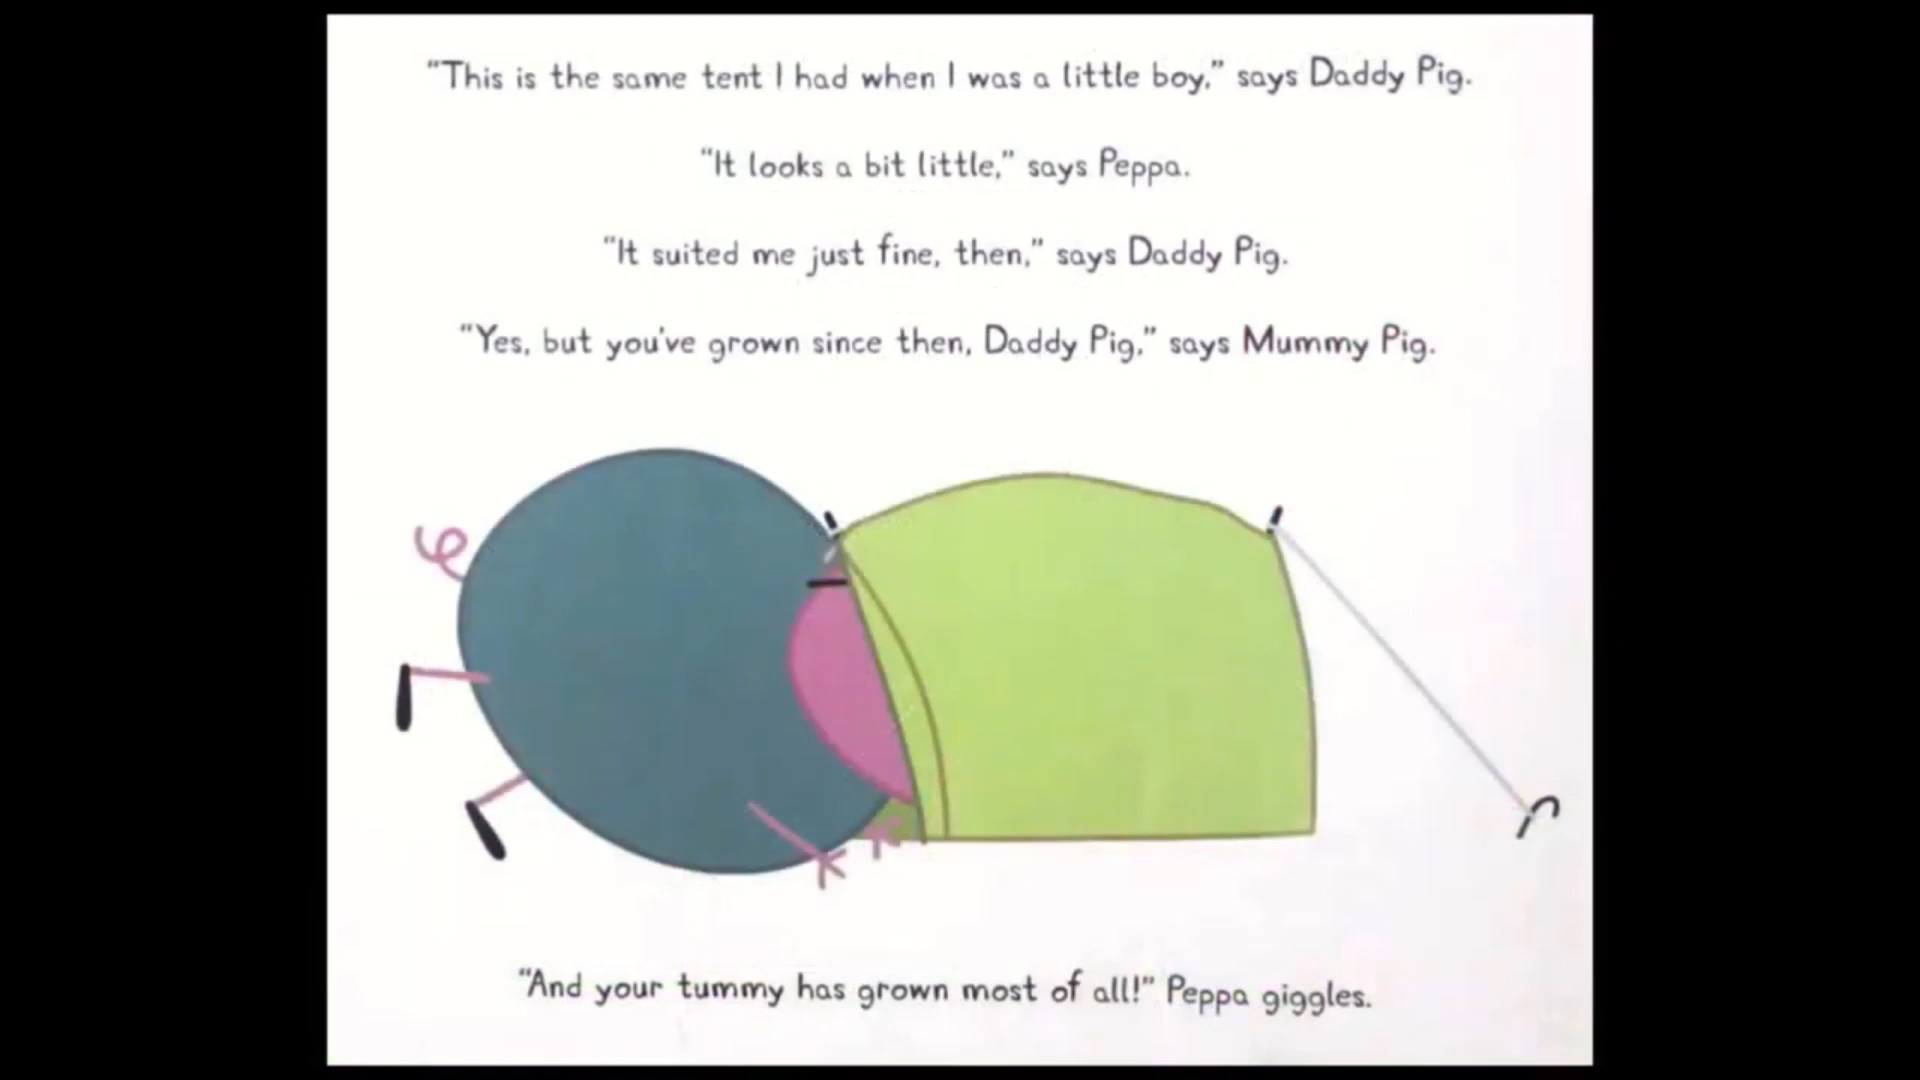 “This is the same tent I had when I was a little boy,” says Daddy Pig.
“It looks a bit little,” says Peppa.
“It suited me just fine, then,” says Daddy Pig.
“Yes, but you’ve grown since then, Daddy Pig,” says Mummy Pig.
“And your tummy has grown most of all!” Peppa giggles.